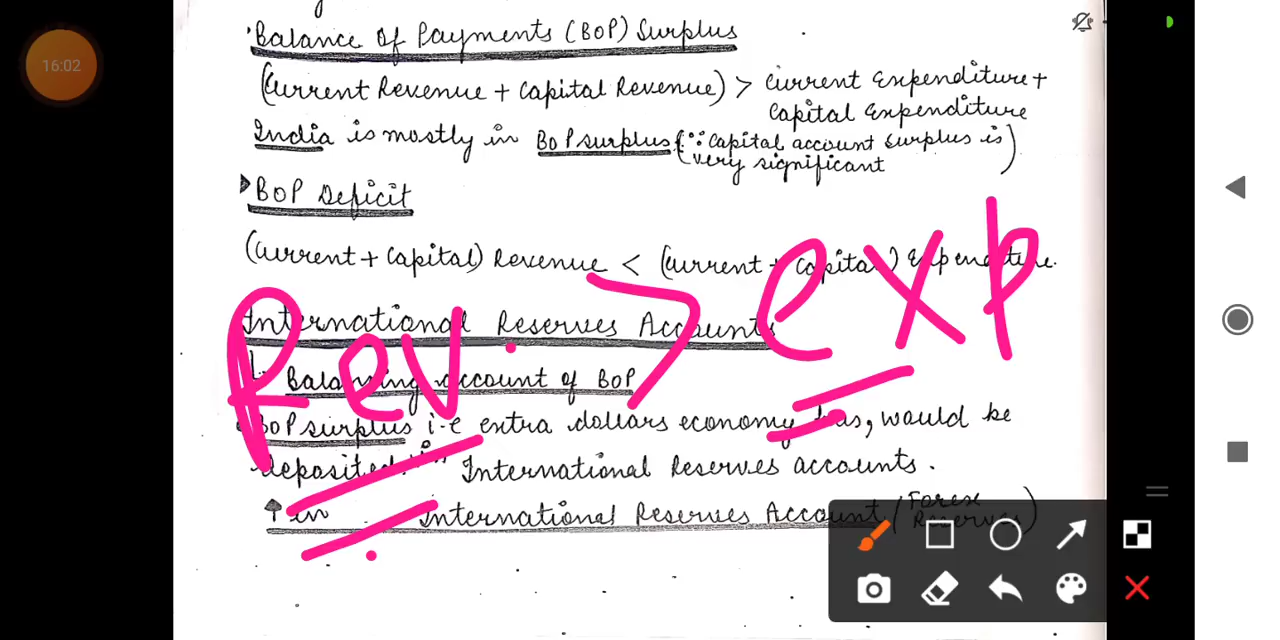 16:02
Balance of Payments (BOP) Surplus
(Current Revenue + Capital Revenue) > Current Expenditure +
Capital Expenditure
India is mostly in BOP surplus (∵ Capital account surplus is
very significant)
BOP Deficit
(Current + Capital) Revenue < (Current + Capital) Expenditure.
Rev. > exp
International Reserves Accounts
Balancing account of BOP
BOP surplus i.e extra dollars economy has, would be
deposited in International Reserves accounts.
↑ in International Reserves Account (Forex
Reserves)